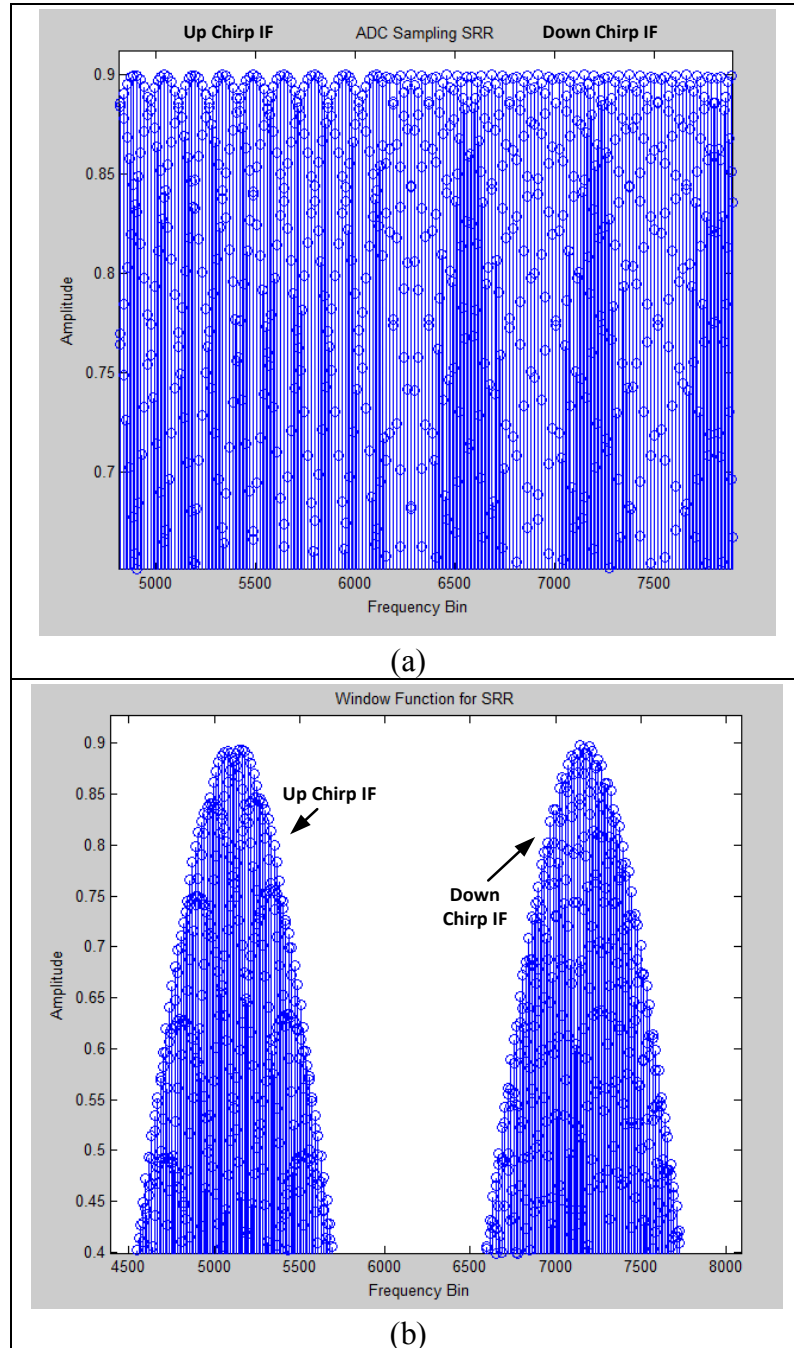 Up Chirp IF ADC Sampling SRR Down Chirp IF
0.9
0.85
0.8
0.75
0.7
Amplitude
5000 5500 6000 6500 7000 7500
Frequency Bin
(a)
Window Function for SRR
0.9
0.85
0.8
0.75
0.7
0.65
0.6
0.55
0.5
0.45
0.4
Amplitude
Up Chirp IF
Down
Chirp IF
4500 5000 5500 6000 6500 7000 7500 8000
Frequency Bin
(b)